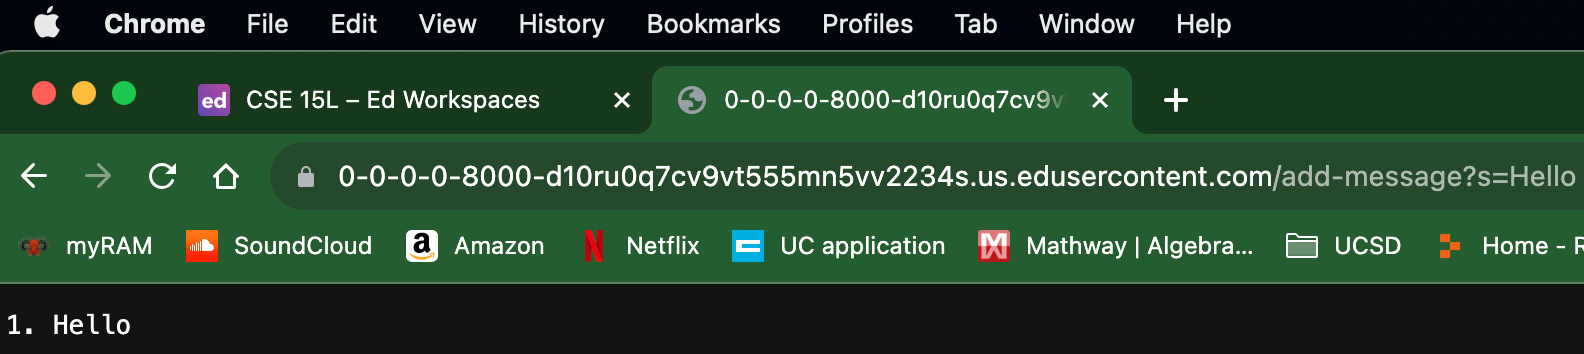 Chrome File Edit View History Bookmarks Profiles Tab Window Help
ed CSE 15L – Ed Workspaces 0-0-0-0-8000-d10ru0q7cv9v
0-0-0-0-8000-d10ru0q7cv9vt555mn5vv2234s.us.edusercontent.com/add-message?s=Hello
myRAM SoundCloud Amazon Netflix UC application Mathway | Algebra... UCSD Home - R
1. Hello